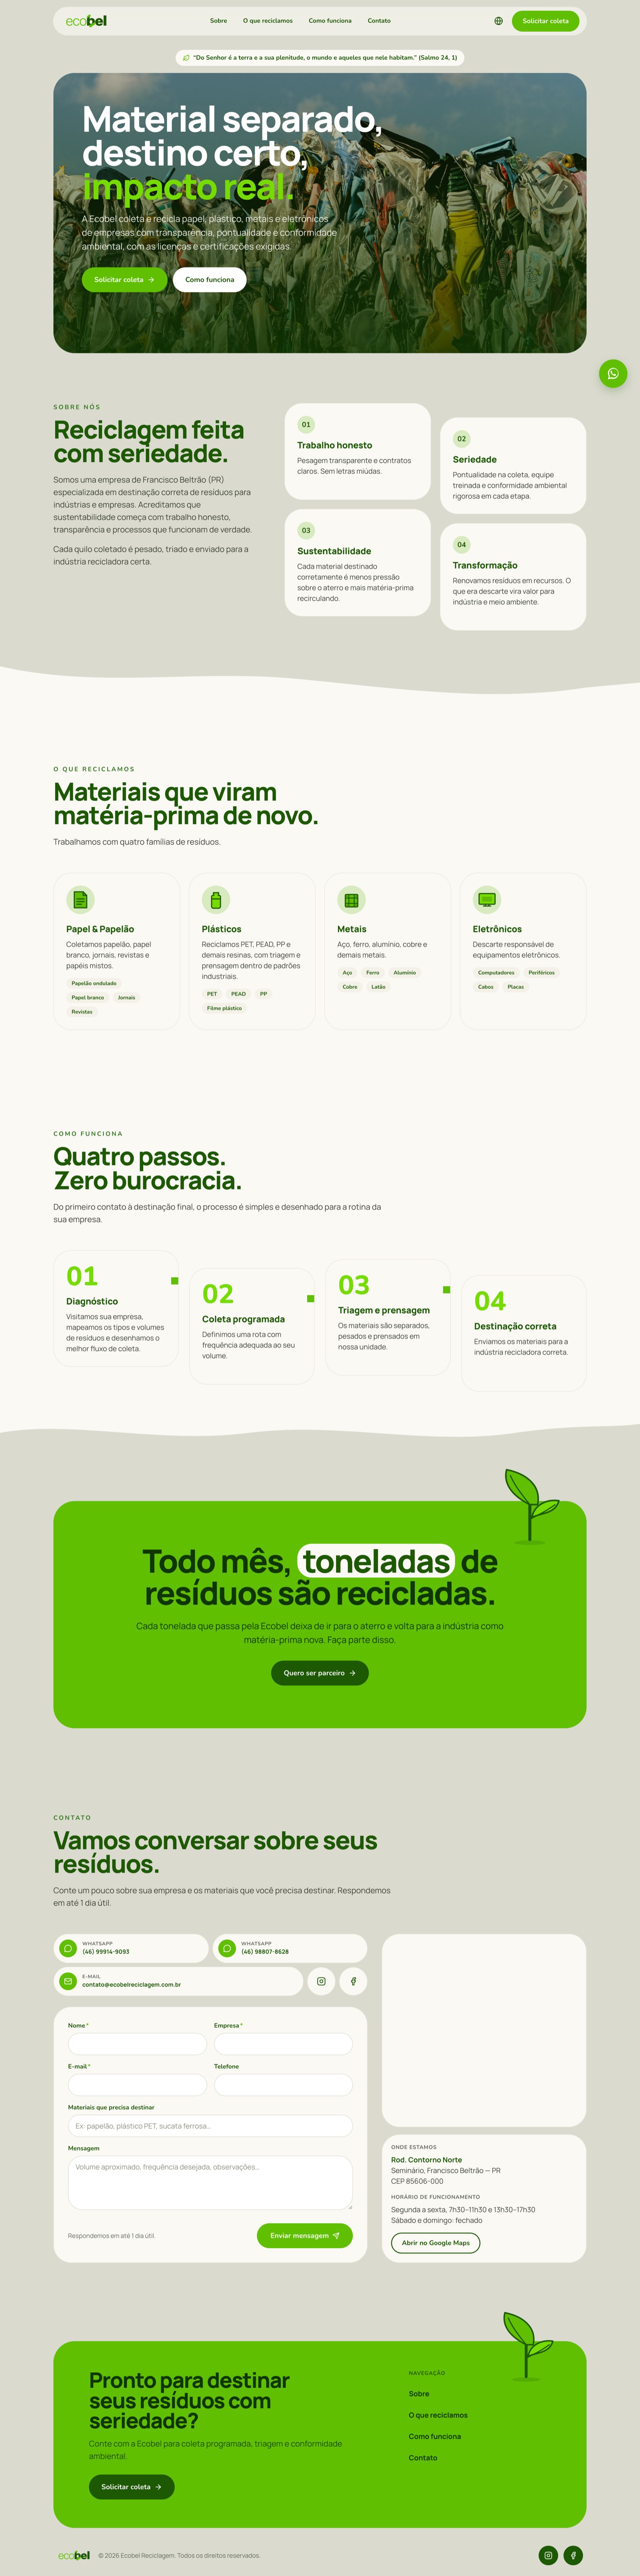 ecobel
Sobre
O que reciclamos
Como funciona
Contato
Solicitar coleta
“Do Senhor é a terra e a sua plenitude, o mundo e aqueles que nele habitam.” (Salmo 24, 1)
Material separado,
destino certo,
impacto real.
A Ecobel coleta e recicla papel, plástico, metais e eletrônicos
de empresas com transparência, pontualidade e conformidade
ambiental, com as licenças e certificações exigidas.
Solicitar coleta
Como funciona
SOBRE NÓS
Reciclagem feita
com seriedade.
Somos uma empresa de Francisco Beltrão (PR)
especializada em destinação correta de resíduos para
indústrias e empresas. Acreditamos que
sustentabilidade começa com trabalho honesto,
transparência e processos que funcionam de verdade.
Cada quilo coletado é pesado, triado e enviado para a
indústria recicladora certa.
01
Trabalho honesto
Pesagem transparente e contratos
claros. Sem letras miúdas.
02
Seriedade
Pontualidade na coleta, equipe
treinada e conformidade ambiental
rigorosa em cada etapa.
03
Sustentabilidade
Cada material destinado
corretamente é menos pressão
sobre o aterro e mais matéria-prima
recirculando.
04
Transformação
Renovamos resíduos em recursos. O
que era descarte vira valor para
indústria e meio ambiente.
O QUE RECICLAMOS
Materiais que viram
matéria-prima de novo.
Trabalhamos com quatro famílias de resíduos.
Papel & Papelão
Coletamos papelão, papel
branco, jornais, revistas e
papéis mistos.
Papelão ondulado
Papel branco
Jornais
Revistas
Plásticos
Reciclamos PET, PEAD, PP e
demais resinas, com triagem e
prensagem dentro de padrões
industriais.
PET
PEAD
PP
Filme plástico
Metais
Aço, ferro, alumínio, cobre e
demais metais.
Aço
Ferro
Alumínio
Cobre
Latão
Eletrônicos
Descarte responsável de
equipamentos eletrônicos.
Computadores
Periféricos
Cabos
Placas
COMO FUNCIONA
Quatro passos.
Zero burocracia.
Do primeiro contato à destinação final, o processo é simples e desenhado para a rotina da
sua empresa.
01
Diagnóstico
Visitamos sua empresa,
mapeamos os tipos e volumes
de resíduos e desenhamos o
melhor fluxo de coleta.
02
Coleta programada
Definimos uma rota com
frequência adequada ao seu
volume.
03
Triagem e prensagem
Os materiais são separados,
pesados e prensados em
nossa unidade.
04
Destinação correta
Enviamos os materiais para a
indústria recicladora correta.
Todo mês, toneladas de
resíduos são recicladas.
Cada tonelada que passa pela Ecobel deixa de ir para o aterro e volta para a indústria como
matéria-prima nova. Faça parte disso.
Quero ser parceiro
CONTATO
Vamos conversar sobre seus
resíduos.
Conte um pouco sobre sua empresa e os materiais que você precisa destinar. Respondemos
em até 1 dia útil.
WHATSAPP
(46) 99914-9093
WHATSAPP
(46) 98807-8628
E-MAIL
contato@ecobelreciclagem.com.br
Nome*
Empresa*
E-mail*
Telefone
Materiais que precisa destinar
Ex: papelão, plástico PET, sucata ferrosa...
Mensagem
Volume aproximado, frequência desejada, observações...
Respondemos em até 1 dia útil.
Enviar mensagem
ONDE ESTAMOS
Rod. Contorno Norte
Seminário, Francisco Beltrão — PR
CEP 85606-000
HORÁRIO DE FUNCIONAMENTO
Segunda a sexta, 7h30–11h30 e 13h30–17h30
Sábado e domingo: fechado
Abrir no Google Maps
Pronto para destinar
seus resíduos com
seriedade?
Conte com a Ecobel para coleta programada, triagem e conformidade
ambiental.
Solicitar coleta
NAVEGAÇÃO
Sobre
O que reciclamos
Como funciona
Contato
ecobel
© 2026 Ecobel Reciclagem. Todos os direitos reservados.